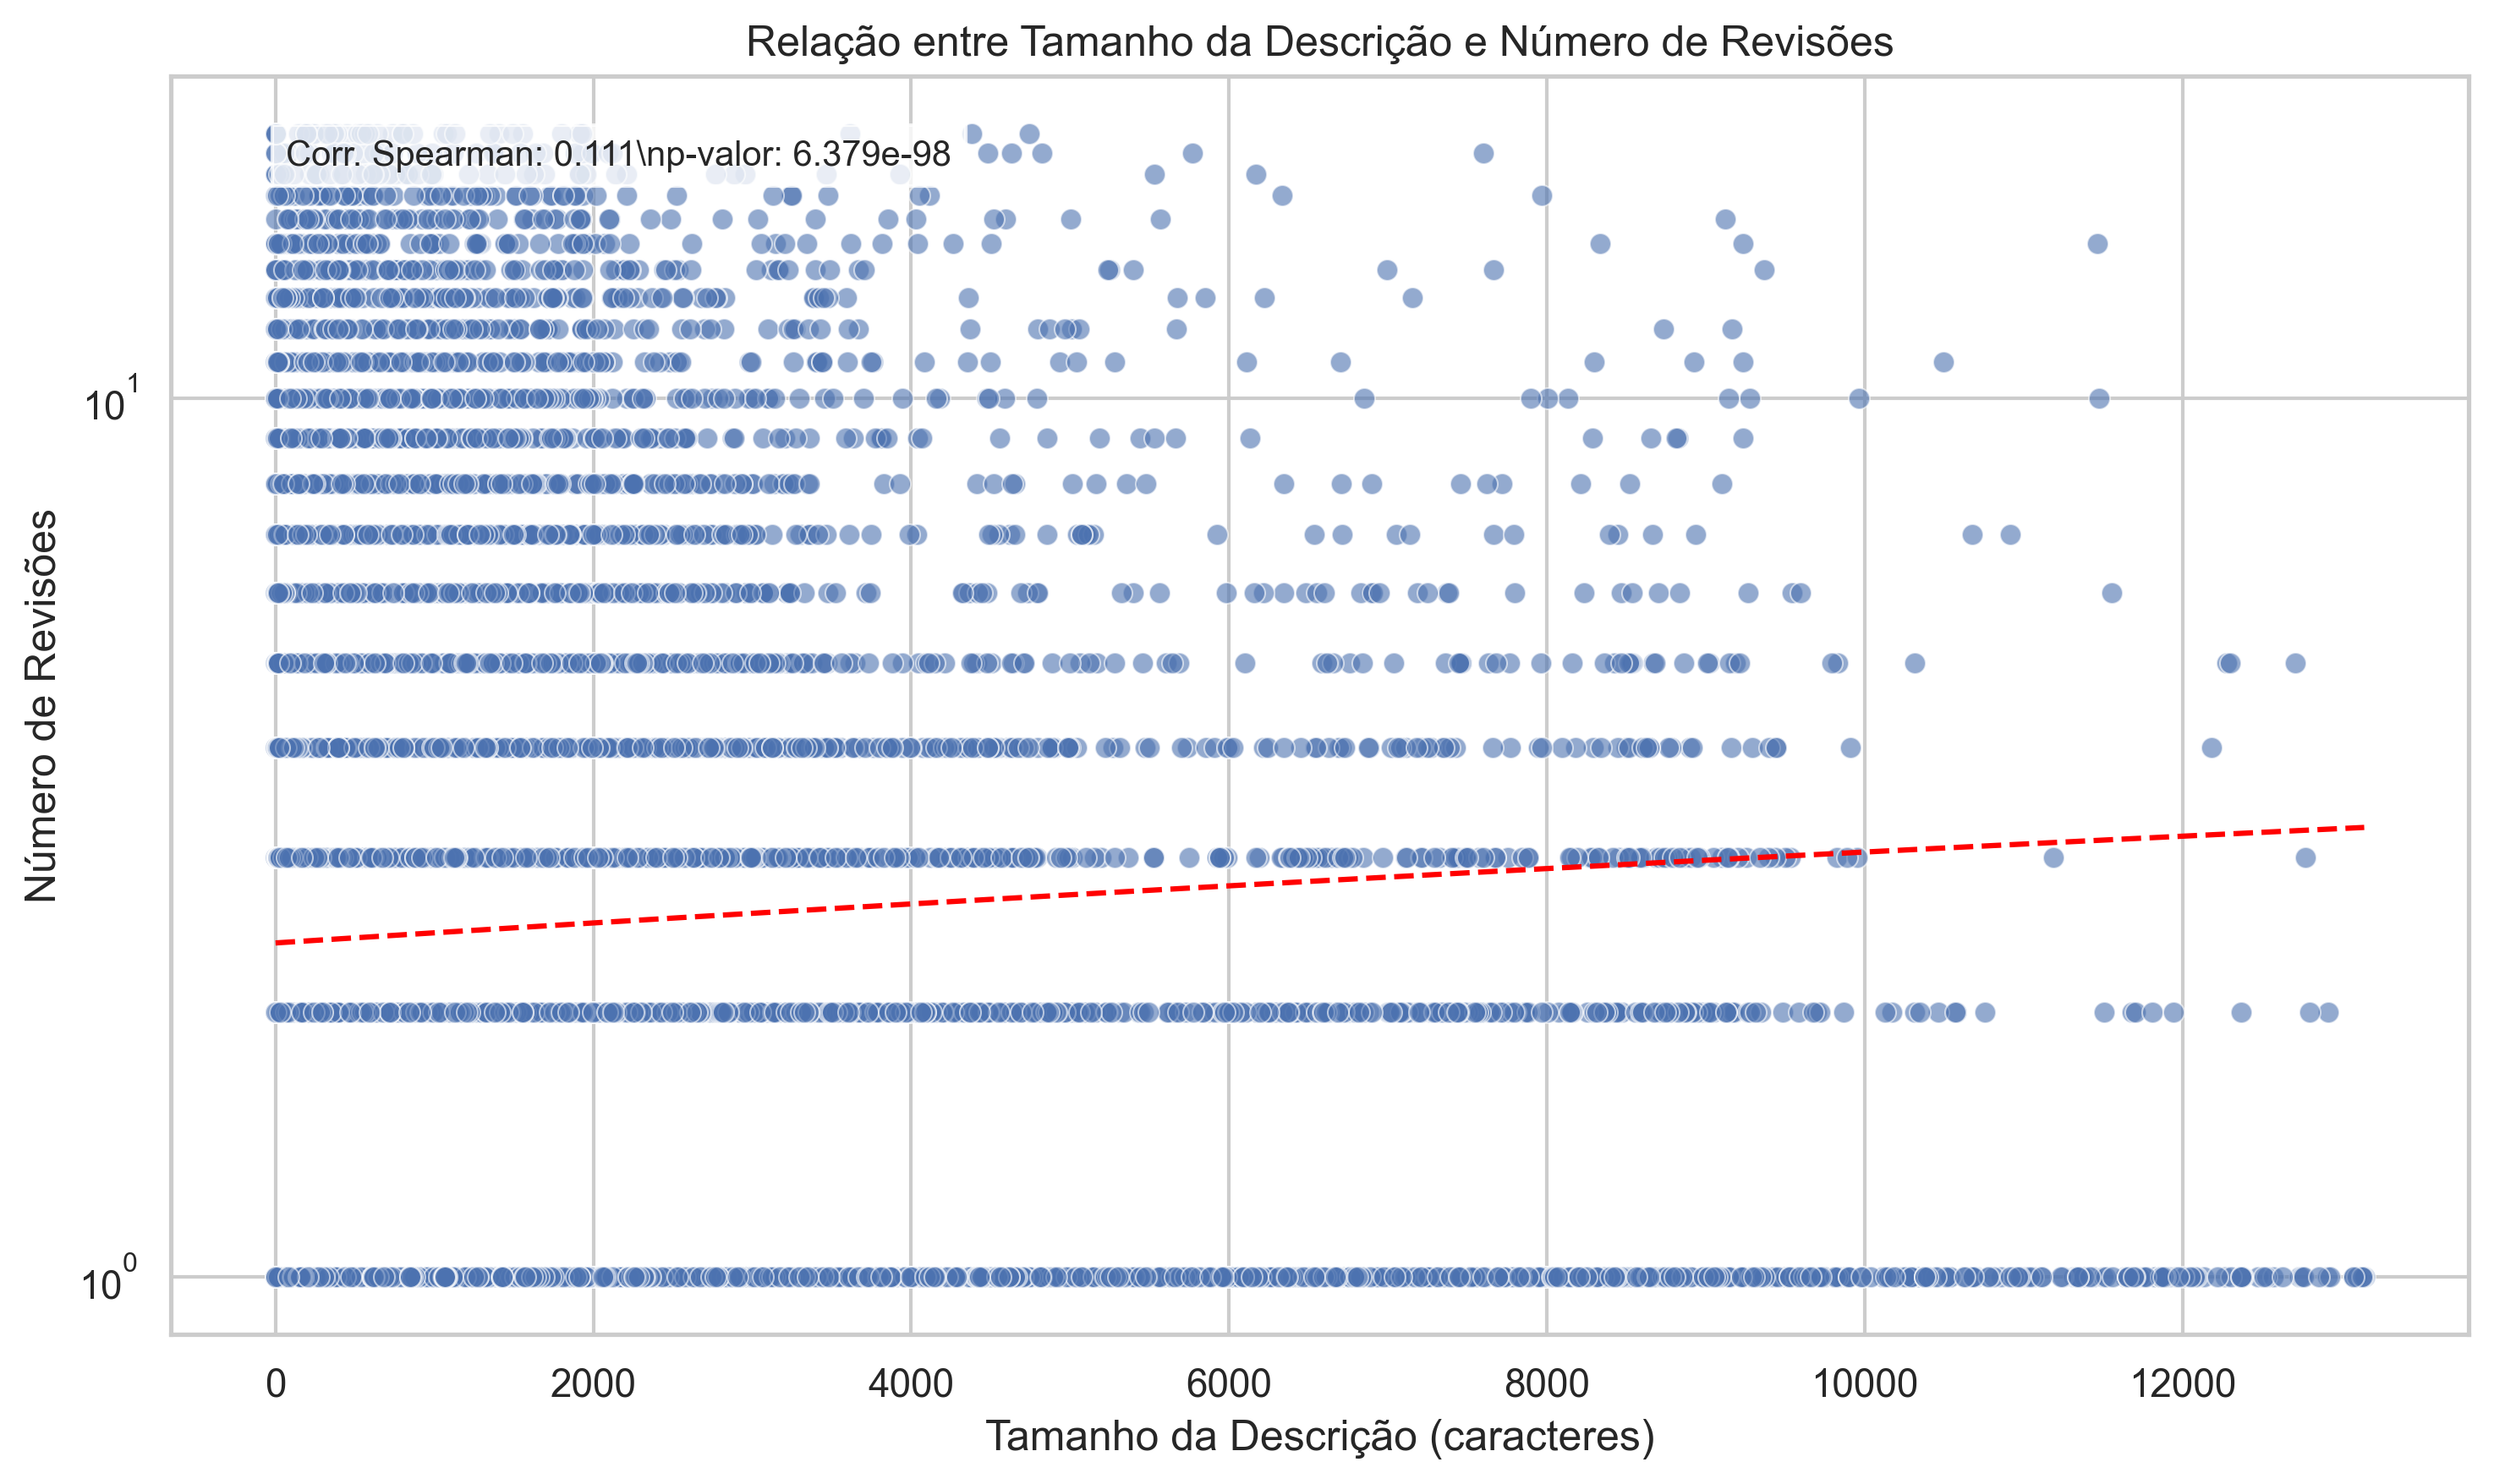 Relação entre Tamanho da Descrição e Número de Revisões
Corr. Spearman: 0.111\np-valor: 6.379e-98
Número de Revisões
10^1
10^0
0 2000 4000 6000 8000 10000 12000
Tamanho da Descrição (caracteres)